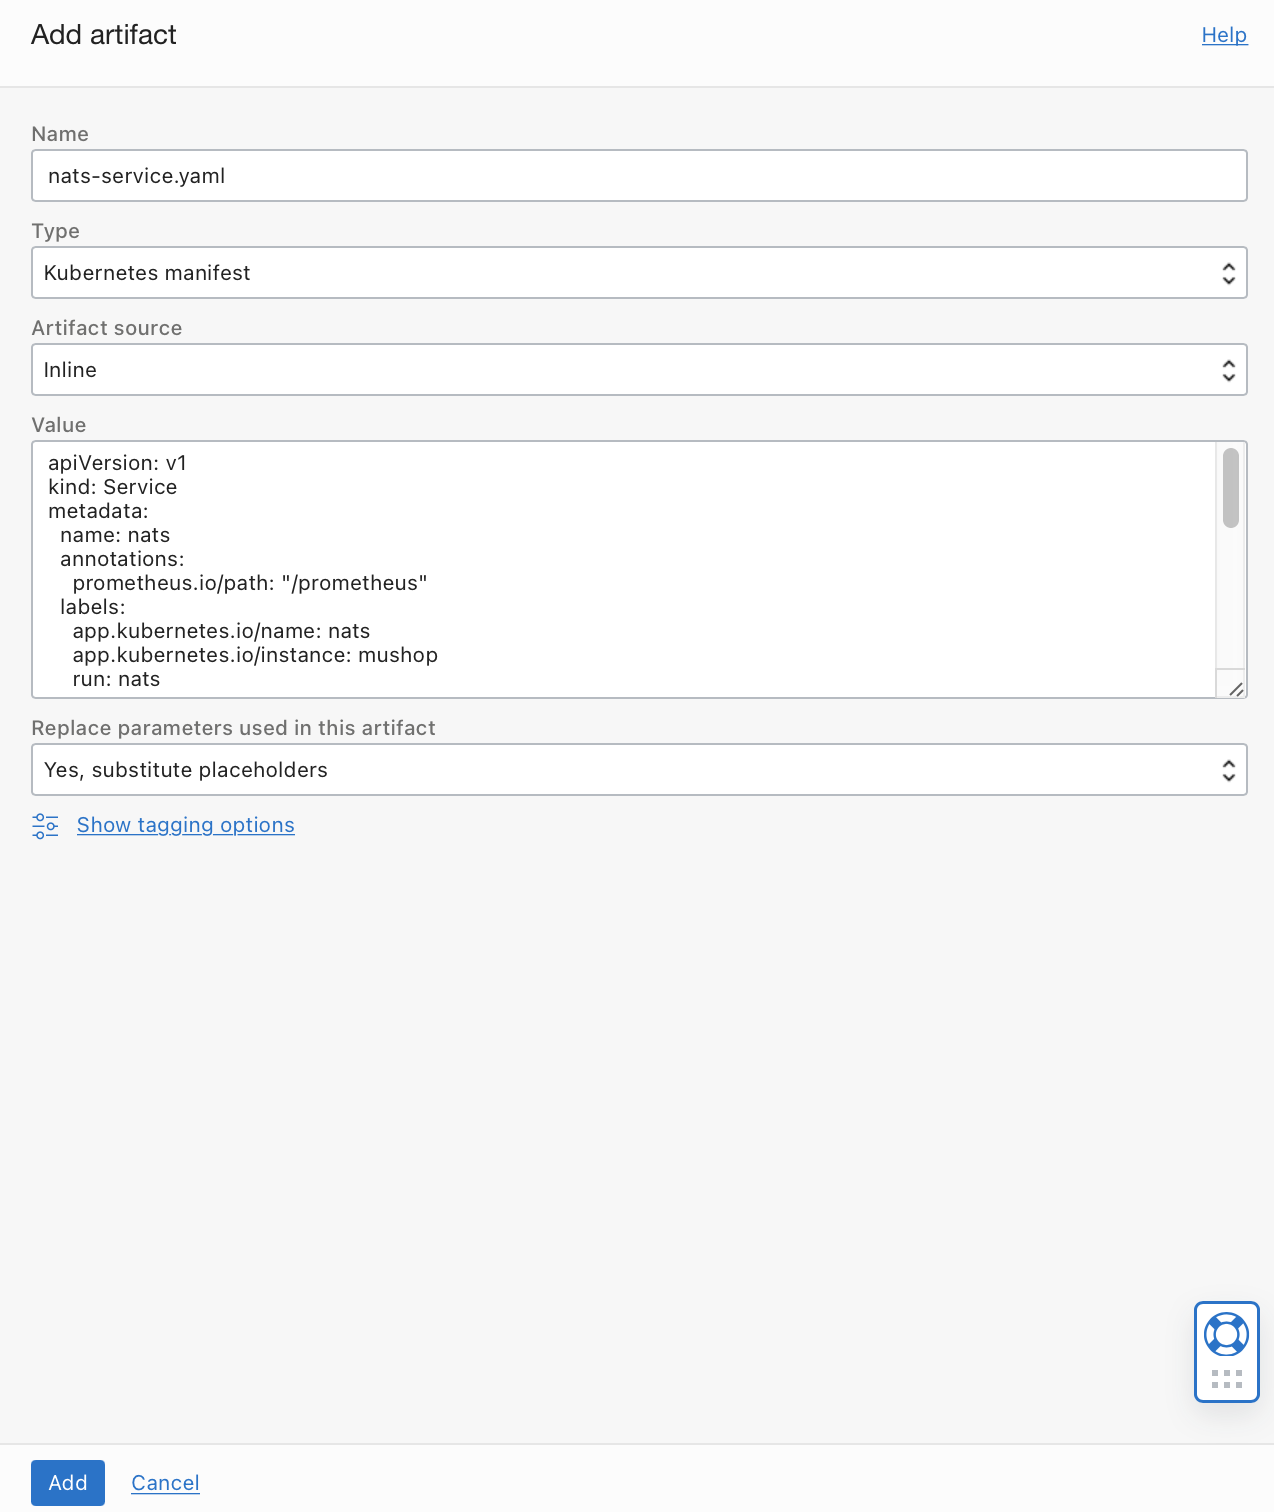 Add artifact
Help
Name
nats-service.yaml
Type
Kubernetes manifest
Artifact source
Inline
Value
apiVersion: v1
kind: Service
metadata:
  name: nats
  annotations:
    prometheus.io/path: "/prometheus"
  labels:
    app.kubernetes.io/name: nats
    app.kubernetes.io/instance: mushop
    run: nats
Replace parameters used in this artifact
Yes, substitute placeholders
Show tagging options
Add
Cancel